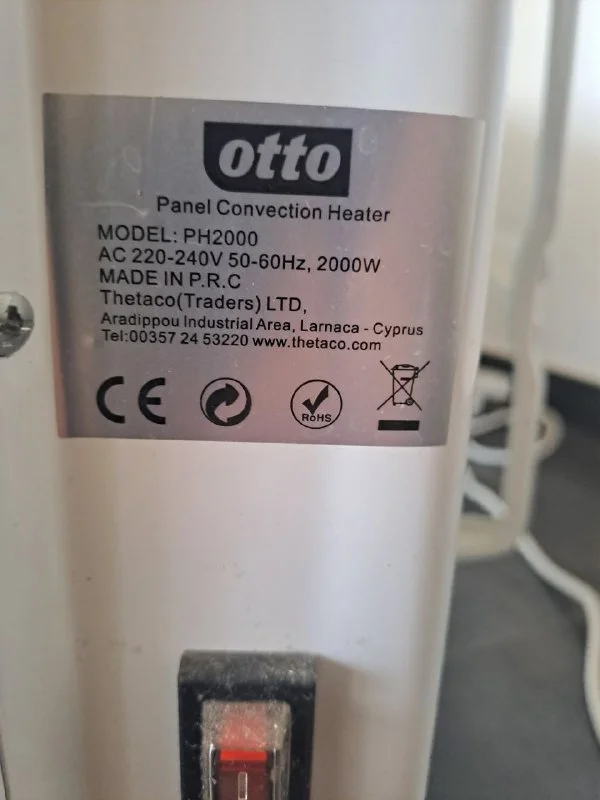 otto
Panel Convection Heater
MODEL: PH2000
AC 220-240V 50-60Hz, 2000W
MADE IN P.R.C
Thetaco(Traders) LTD,
Aradippou Industrial Area, Larnaca - Cyprus
Tel:00357 24 53220 www.thetaco.com
CE
RoHS